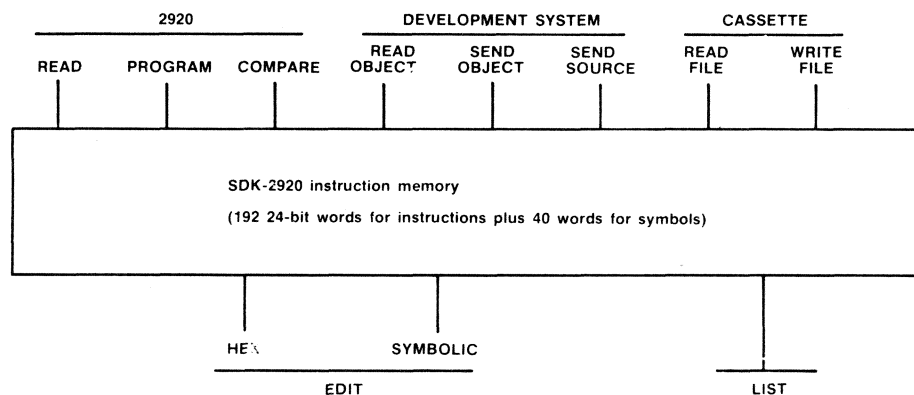 2920 DEVELOPMENT SYSTEM CASSETTE
READ PROGRAM COMPARE READ OBJECT SEND OBJECT SEND SOURCE READ FILE WRITE FILE
SDK-2920 instruction memory
(192 24-bit words for instructions plus 40 words for symbols)
HEX SYMBOLIC
EDIT LIST